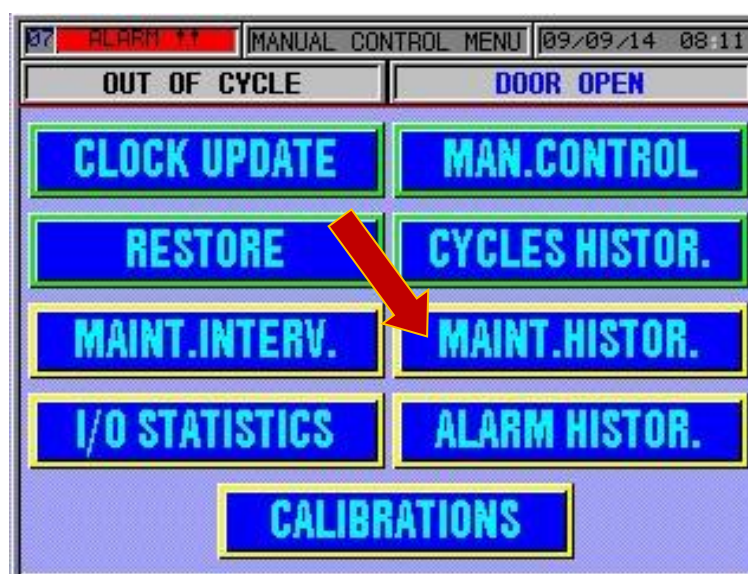 07 ALARM !! MANUAL CONTROL MENU 09/09/14 08:11
OUT OF CYCLE DOOR OPEN
CLOCK UPDATE MAN.CONTROL
RESTORE CYCLES HISTOR.
MAINT.INTERV. MAINT.HISTOR.
I/O STATISTICS ALARM HISTOR.
CALIBRATIONS